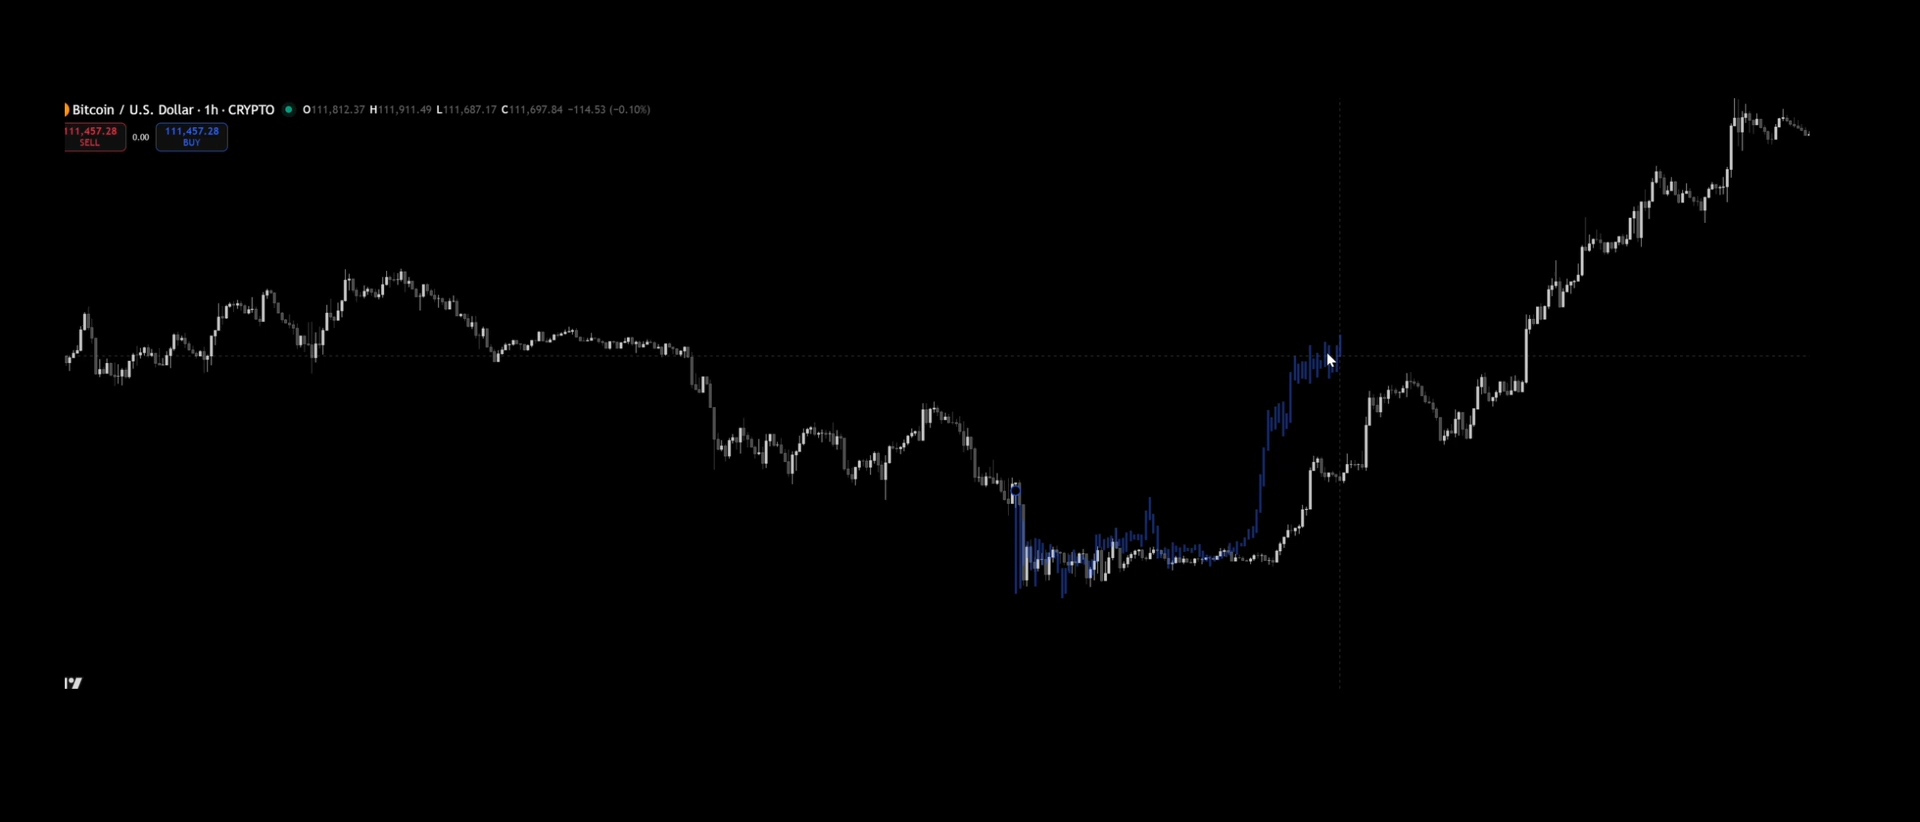 Bitcoin / U.S. Dollar · 1h · CRYPTO O111,812.37 H111,911.49 L111,687.17 C111,697.84 −114.53 (−0.10%)
111,457.28 0.00 111,457.28
SELL BUY